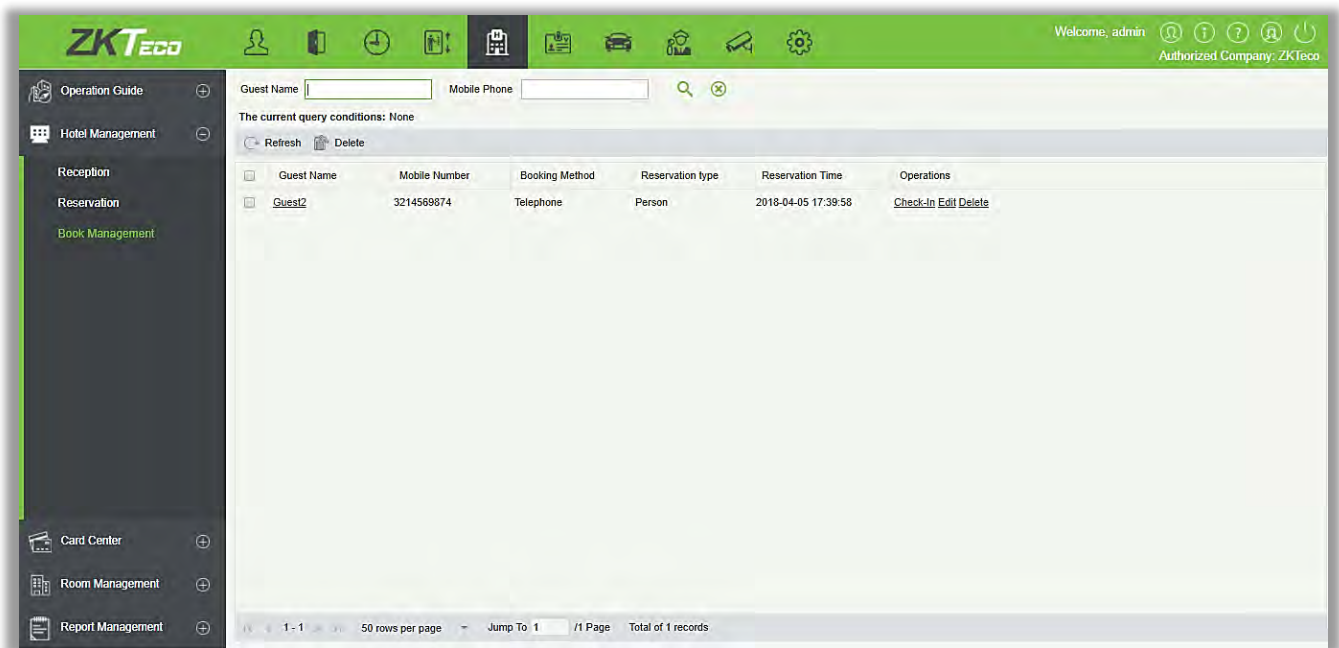 ZKTeco
Welcome, admin
Authorized Company: ZKTeco
Operation Guide
Hotel Management
Reception
Reservation
Book Management
Card Center
Room Management
Report Management
Guest Name Mobile Phone
The current query conditions: None
Refresh Delete
Guest Name Mobile Number Booking Method Reservation type Reservation Time Operations
Guest2 3214569874 Telephone Person 2018-04-05 17:39:58 Check-In Edit Delete
1 - 1 50 rows per page Jump To 1 /1 Page Total of 1 records